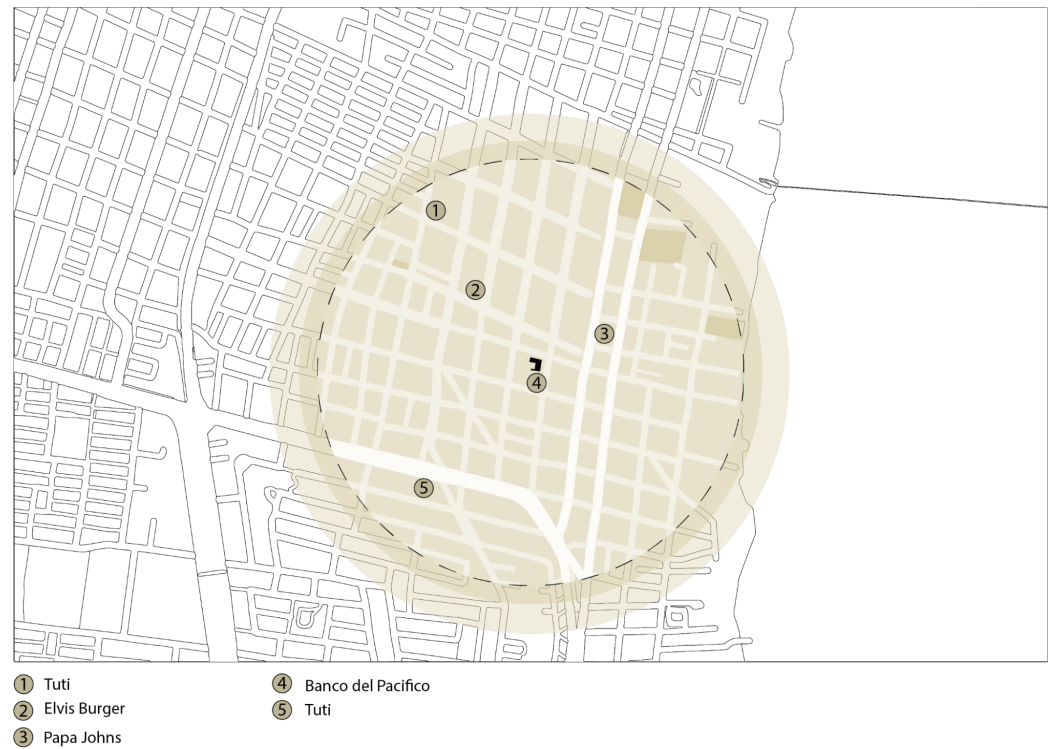 1
2
3
4
5
1 Tuti
2 Elvis Burger
3 Papa Johns
4 Banco del Pacifico
5 Tuti